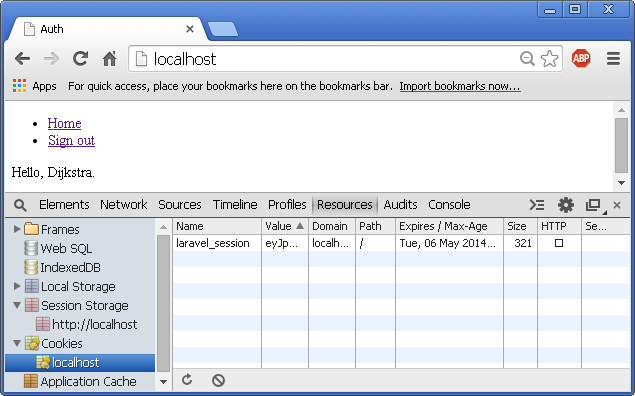 Auth
localhost
ABP
Apps For quick access, place your bookmarks here on the bookmarks bar. Import bookmarks now...
Home
Sign out
Hello, Dijkstra.
Elements Network Sources Timeline Profiles Resources Audits Console
Frames
Web SQL
IndexedDB
Local Storage
Session Storage
http://localhost
Cookies
localhost
Application Cache
Name Value Domain Path Expires / Max-Age Size HTTP Se...
laravel_session eyJp... localh... / Tue, 06 May 2014... 321